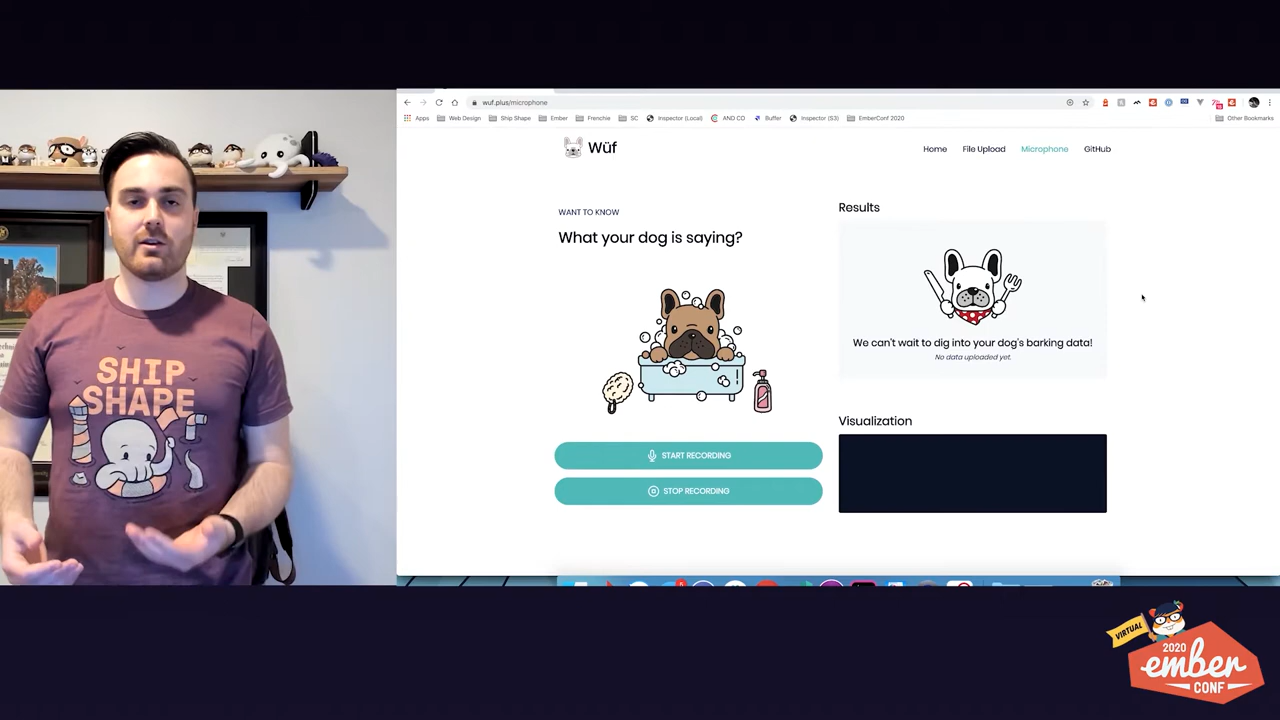 SHIP
SHAPE
wuf.plus/microphone
Apps Web Design Ship Shape Ember Frenchie SC Inspector (Local) AND CO Buffer Inspector (S3) EmberConf 2020 Other Bookmarks
Wüf
Home File Upload Microphone GitHub
WANT TO KNOW
What your dog is saying?
START RECORDING
STOP RECORDING
Results
We can't wait to dig into your dog's barking data!
No data uploaded yet.
Visualization
VIRTUAL
2020
ember
CONF